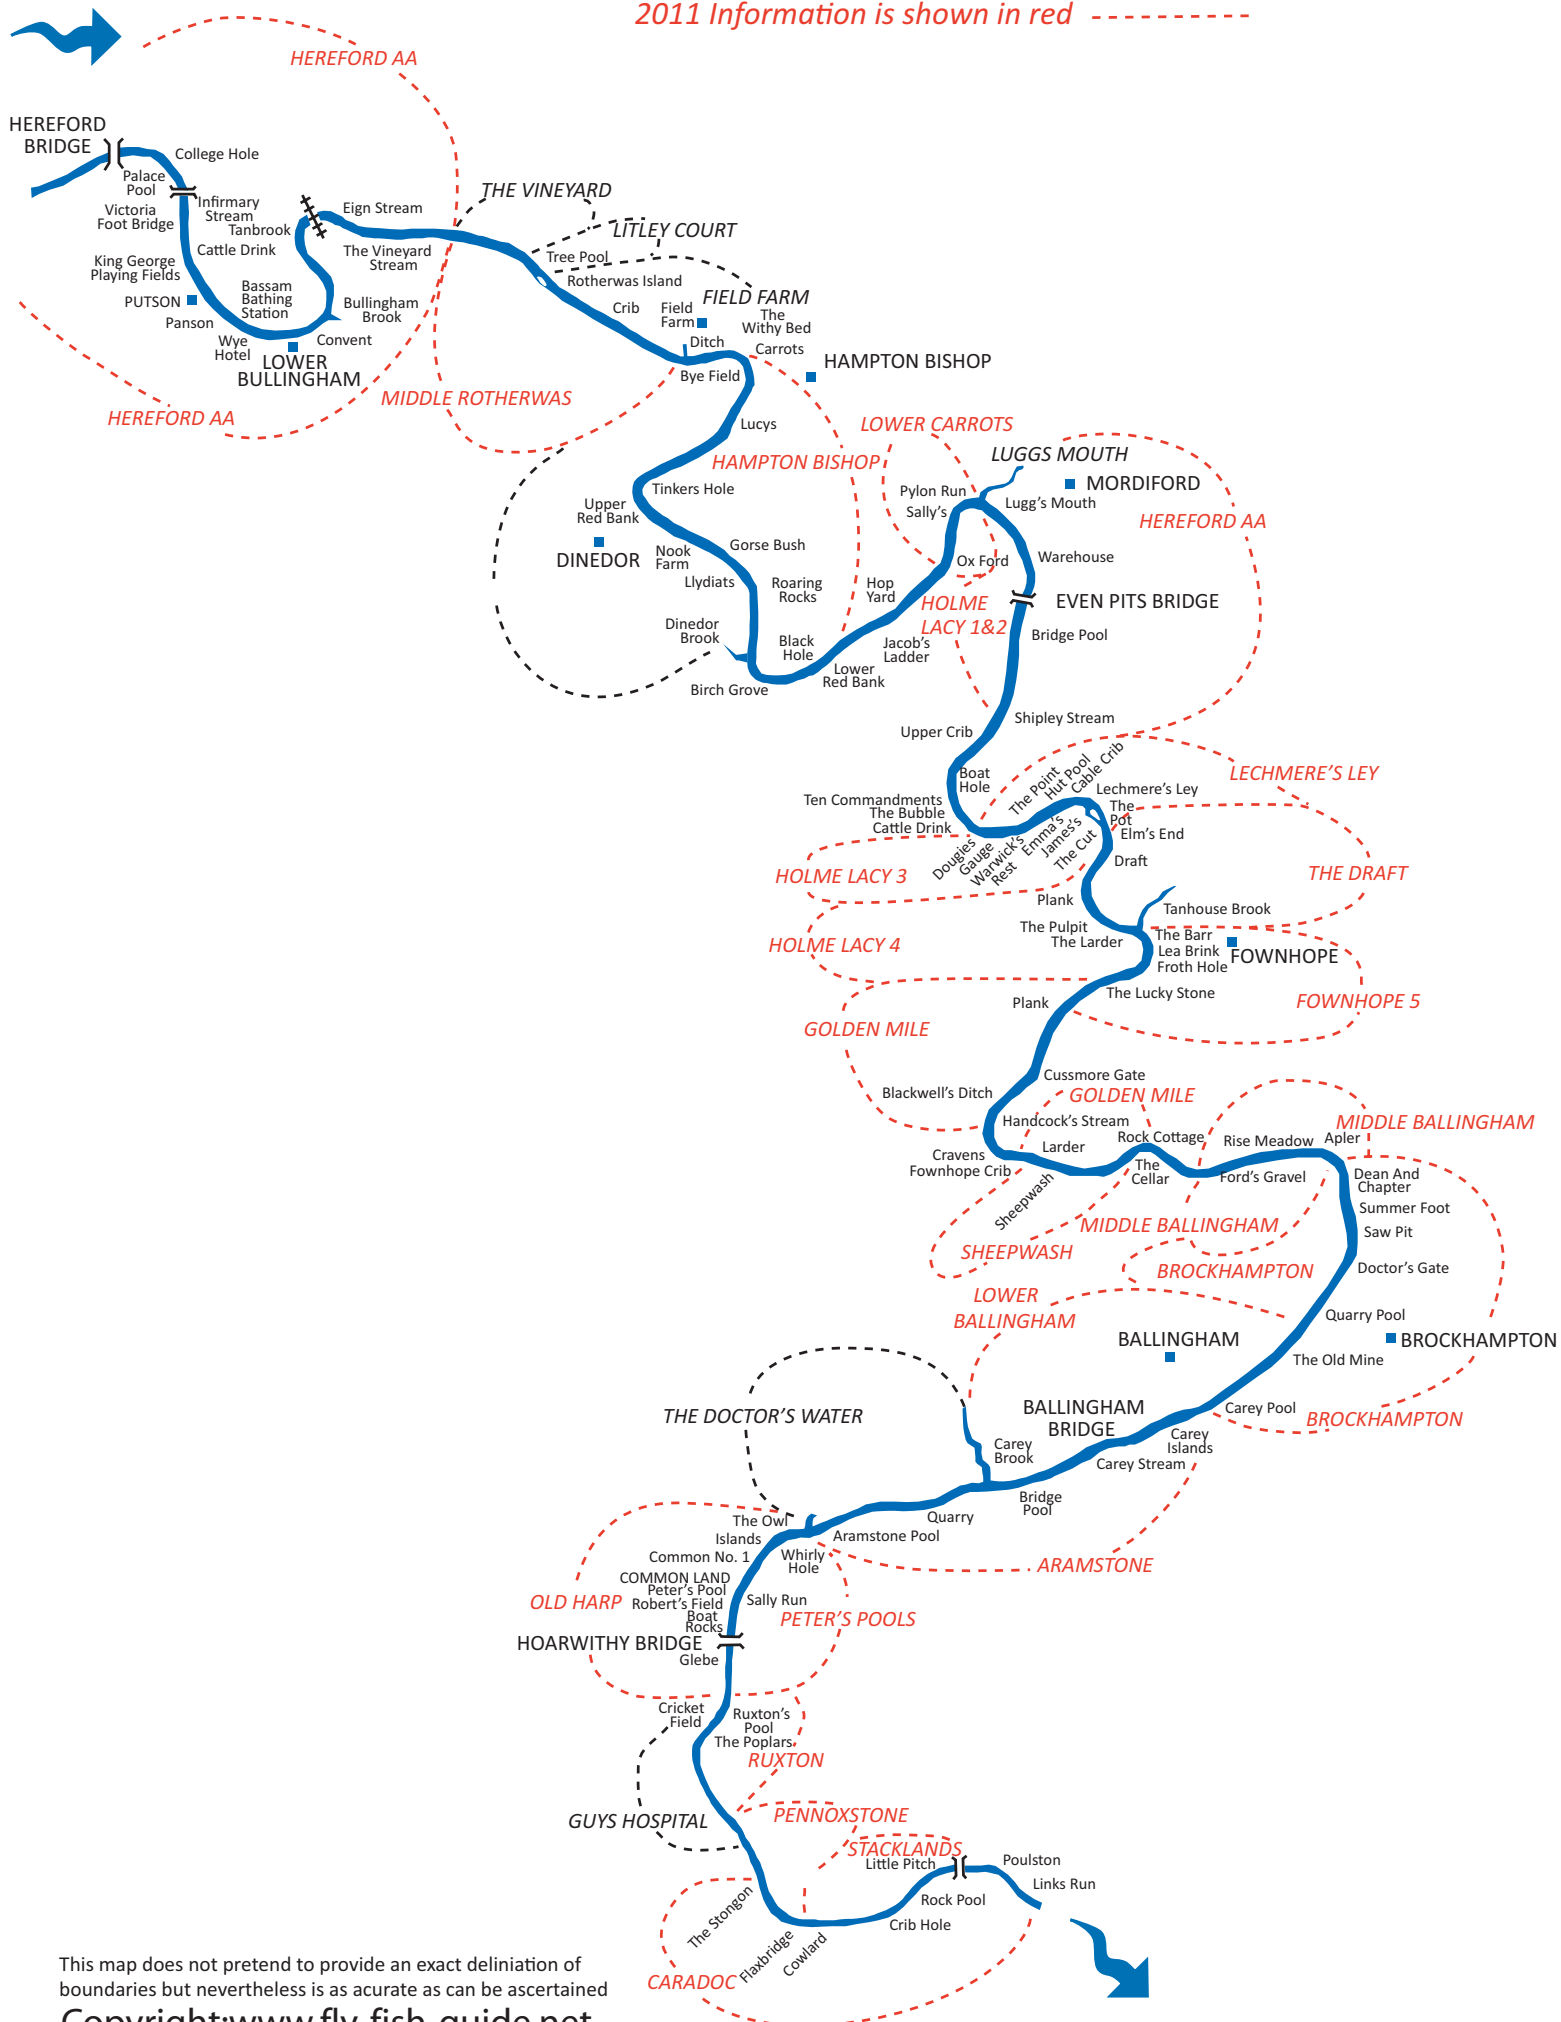 2011 Information is shown in red
HEREFORD AA
HEREFORD
BRIDGE
College Hole
Palace
Pool
Victoria
Foot Bridge
Infirmary
Stream
Tanbrook
Eign Stream
THE VINEYARD
LITLEY COURT
Cattle Drink
The Vineyard
Stream
Tree Pool
King George
Playing Fields
PUTSON
Bassam
Bathing
Station
Rotherwas Island
Panson
Bullingham
Brook
Crib
Field
Farm
FIELD FARM
The
Withy Bed
Wye
Hotel
Convent
Ditch
Carrots
LOWER
BULLINGHAM
Bye Field
HAMPTON BISHOP
HEREFORD AA
MIDDLE ROTHERWAS
Lucys
LOWER CARROTS
HAMPTON BISHOP
LUGGS MOUTH
MORDIFORD
Tinkers Hole
Pylon Run
Sally's
Lugg's Mouth
Upper
Red Bank
HEREFORD AA
DINEDOR
Nook
Farm
Gorse Bush
Warehouse
Llydiats
Roaring
Rocks
Hop
Yard
Ox Ford
HOLME
LACY 1&2
EVEN PITS BRIDGE
Dinedor
Brook
Black
Hole
Jacob's
Ladder
Bridge Pool
Birch Grove
Lower
Red Bank
Shipley Stream
Upper Crib
Boat
Hole
The Point
Hut Pool
Cable Crib
LECHMERE'S LEY
Lechmere's Ley
Ten Commandments
The Bubble
Cattle Drink
The
Pot
Elm's End
Dougies
Gauge
Warwick's
Rest
Emma's
James's
The Cut
Draft
HOLME LACY 3
THE DRAFT
Plank
Tanhouse Brook
The Pulpit
The Larder
The Barr
Lea Brink
Froth Hole
FOWNHOPE
HOLME LACY 4
The Lucky Stone
Plank
FOWNHOPE 5
GOLDEN MILE
Cussmore Gate
Blackwell's Ditch
GOLDEN MILE
Handcock's Stream
MIDDLE BALLINGHAM
Cravens
Fownhope Crib
Larder
Rock Cottage
Rise Meadow
Apler
The
Cellar
Ford's Gravel
Dean And
Chapter
Sheepwash
Summer Foot
MIDDLE BALLINGHAM
Saw Pit
SHEEPWASH
BROCKHAMPTON
Doctor's Gate
LOWER
BALLINGHAM
Quarry Pool
BALLINGHAM
BROCKHAMPTON
The Old Mine
THE DOCTOR'S WATER
BALLINGHAM
BRIDGE
Carey Pool
BROCKHAMPTON
Carey
Brook
Carey
Islands
Carey Stream
Bridge
Pool
Quarry
The Owl
Islands
Aramstone Pool
Common No. 1
Whirly
Hole
ARAMSTONE
COMMON LAND
Peter's Pool
Robert's Field
Boat
Rocks
Sally Run
OLD HARP
PETER'S POOLS
HOARWITHY BRIDGE
Glebe
Cricket
Field
Ruxton's
Pool
The Poplars
RUXTON
GUYS HOSPITAL
PENNOXSTONE
STACKLANDS
Little Pitch
Poulston
Links Run
Rock Pool
The Stongon
Crib Hole
Flaxbridge
Cowlard
CARADOC
This map does not pretend to provide an exact deliniation of
boundaries but nevertheless is as acurate as can be ascertained
Copyright:www.fly-fish-guide.net